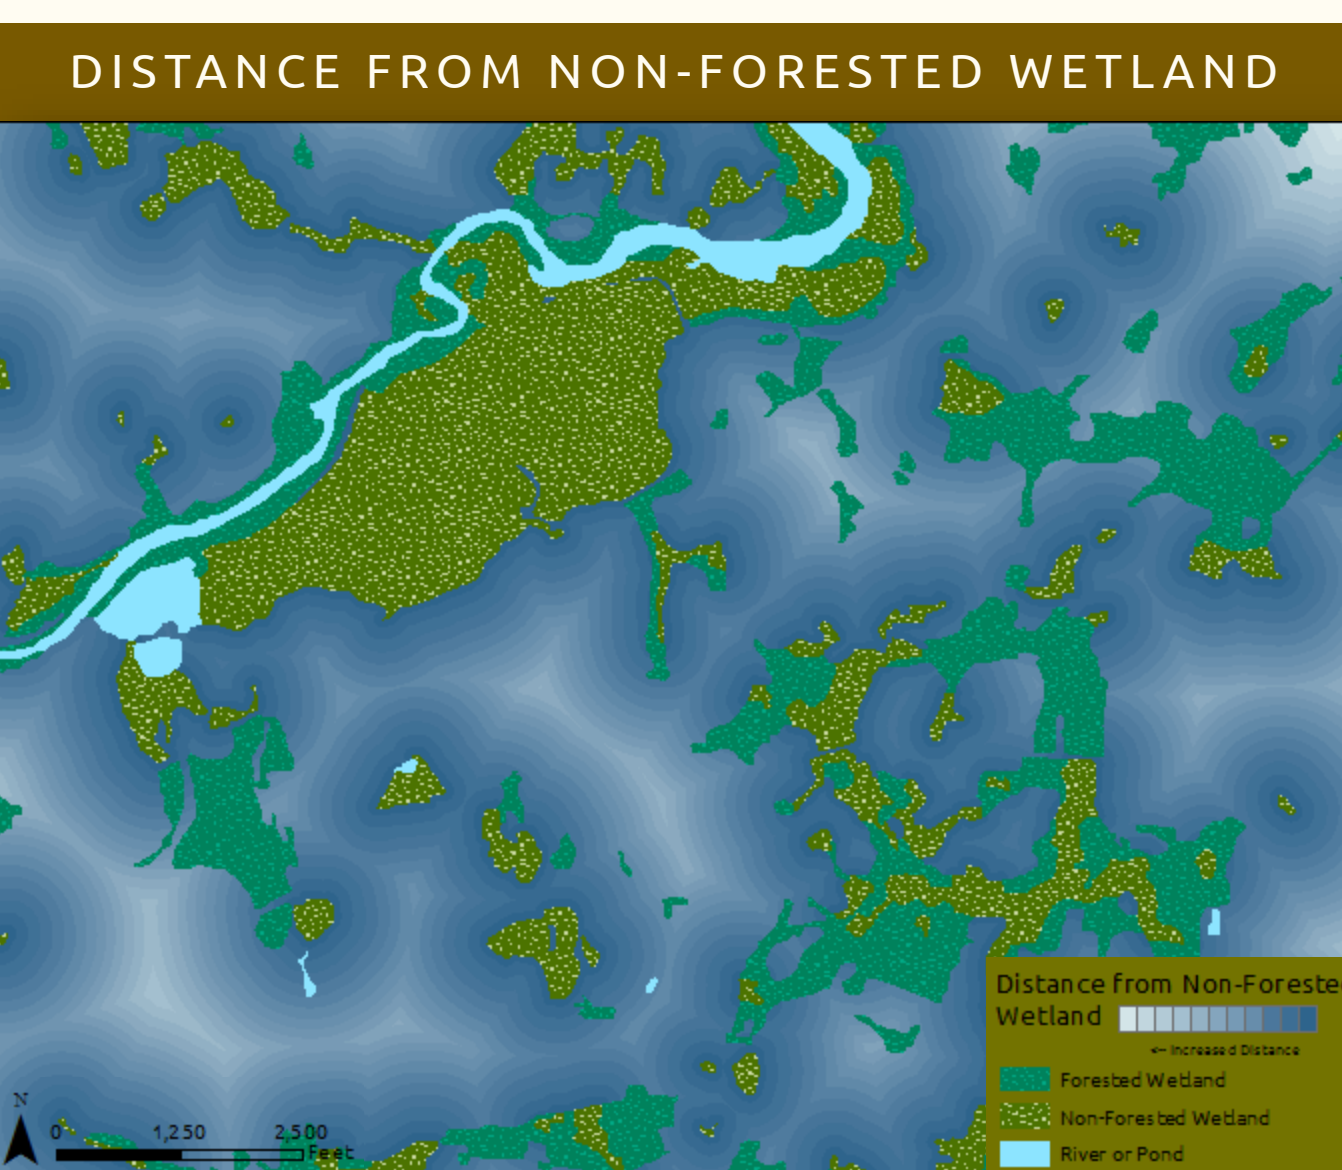 DISTANCE FROM NON-FORESTED WETLAND
Distance from Non-Foreste
Wetland
<- Increased Distance
Forested Wetland
Non-Forested Wetland
River or Pond
N
0 1,250 2,500
Feet